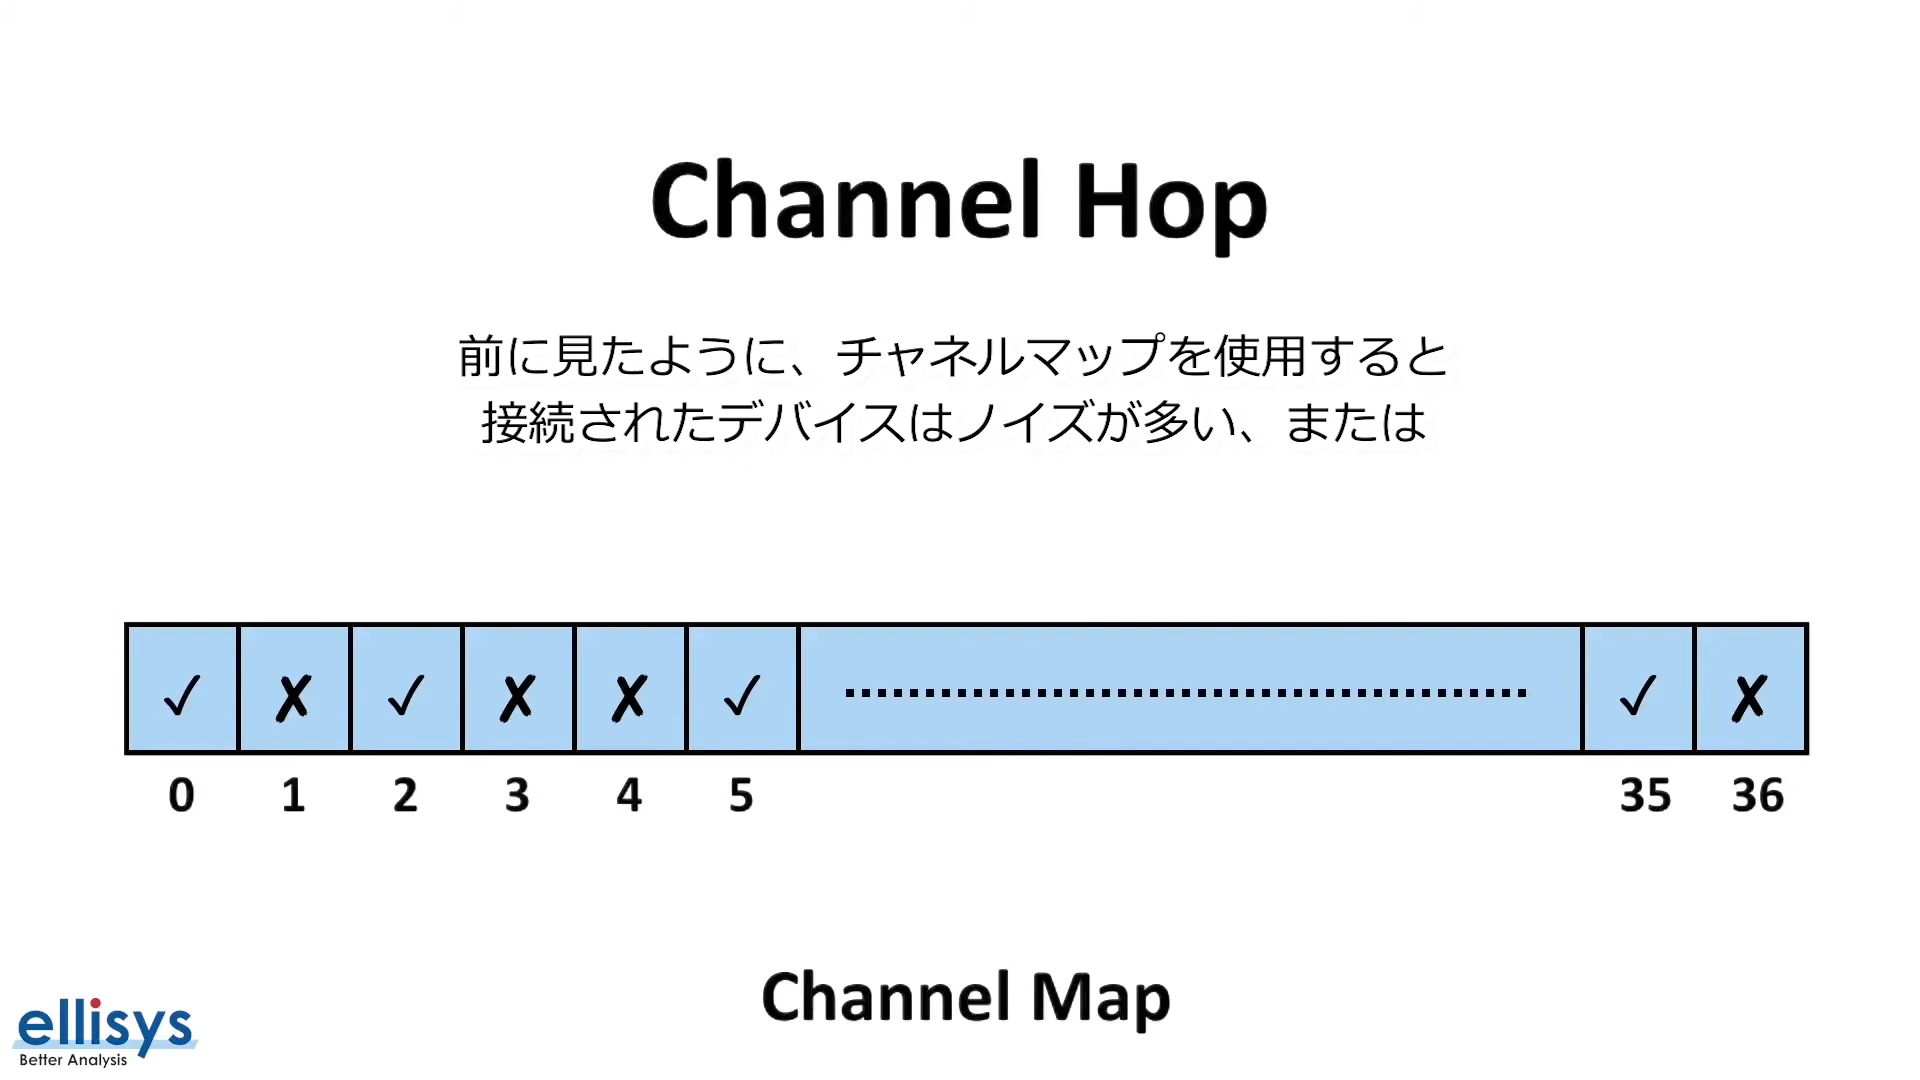 Channel Hop
前に見たように、チャネルマップを使用すると
接続されたデバイスはノイズが多い、または
✓ ✗ ✓ ✗ ✗ ✓ ✓ ✗
0 1 2 3 4 5 35 36
Channel Map
ellisys
Better Analysis